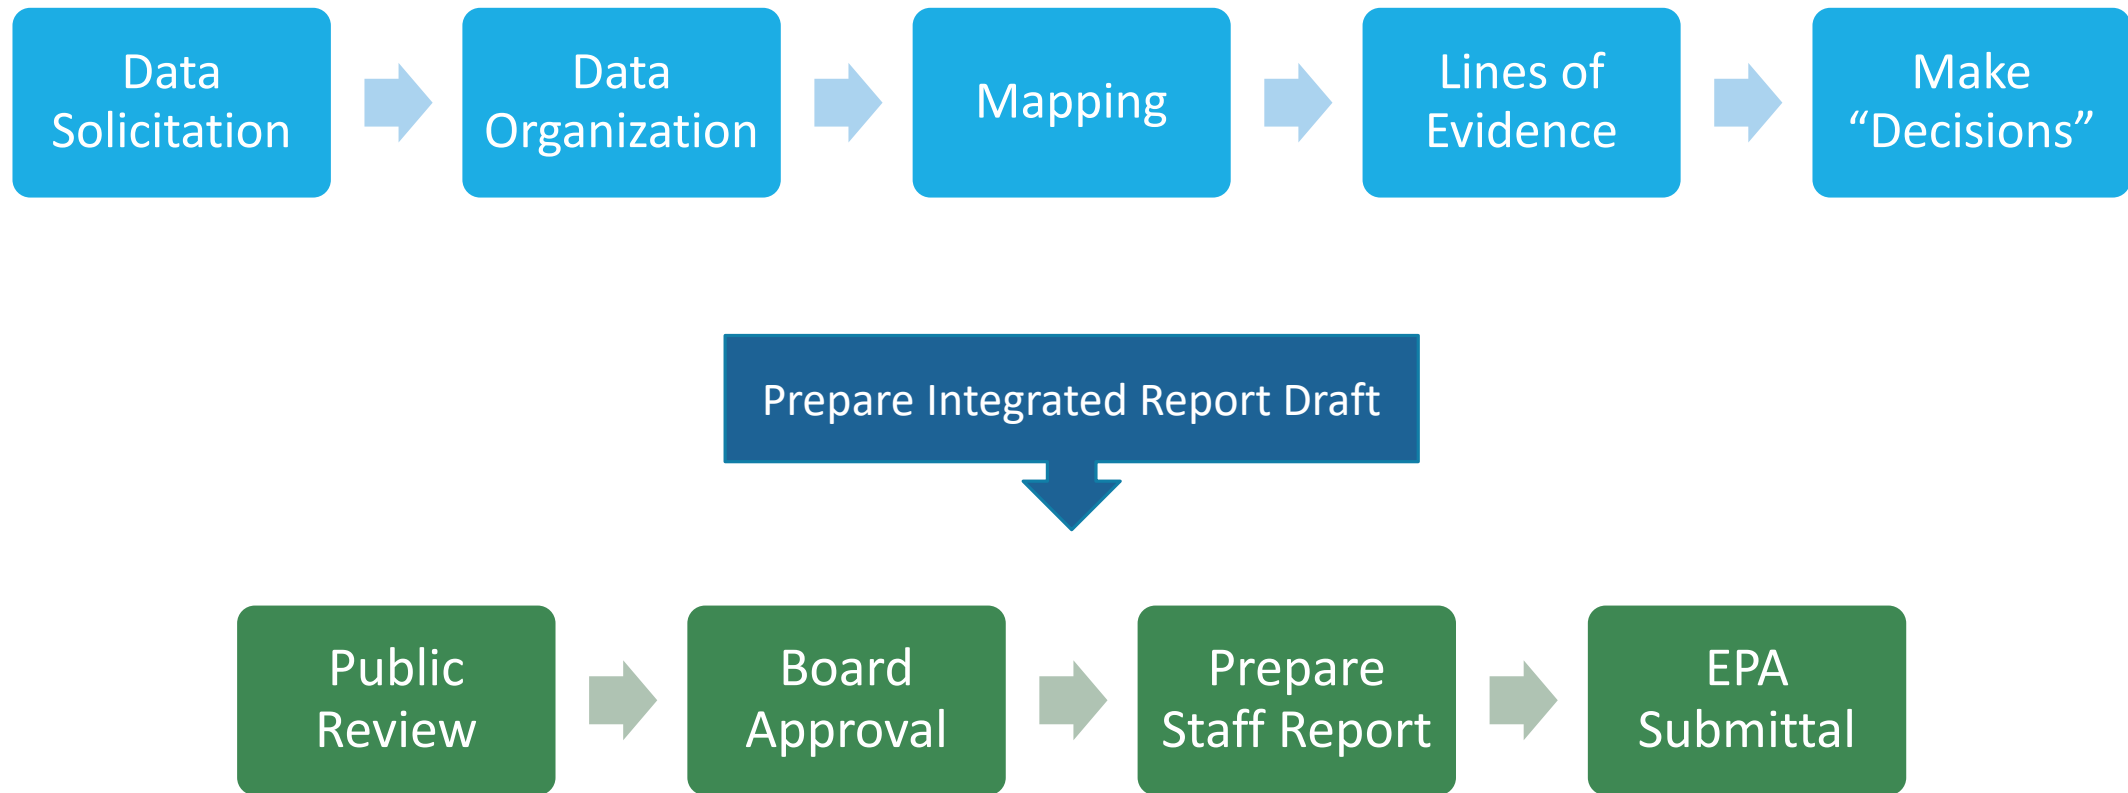 Data
Solicitation
Data
Organization
Mapping
Lines of
Evidence
Make
“Decisions”
Prepare Integrated Report Draft
Public
Review
Board
Approval
Prepare
Staff Report
EPA
Submittal